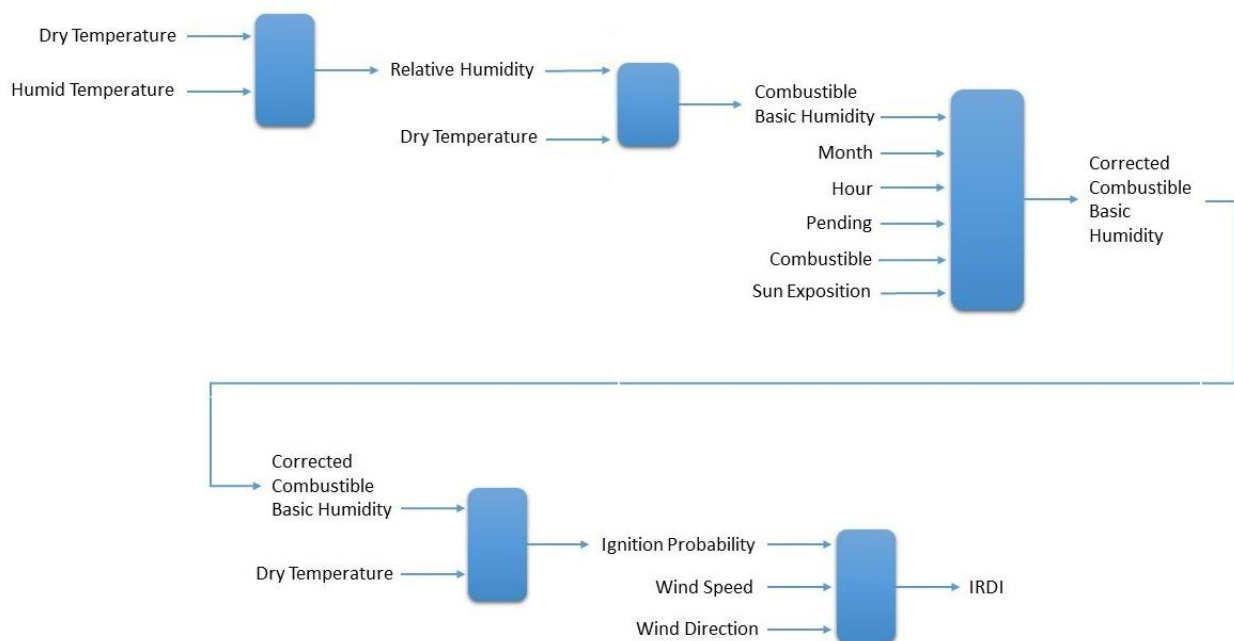 Dry Temperature
Humid Temperature
Relative Humidity
Dry Temperature
Combustible
Basic Humidity
Month
Hour
Pending
Combustible
Sun Exposition
Corrected
Combustible
Basic
Humidity
Corrected
Combustible
Basic Humidity
Dry Temperature
Ignition Probability
Wind Speed
Wind Direction
IRDI